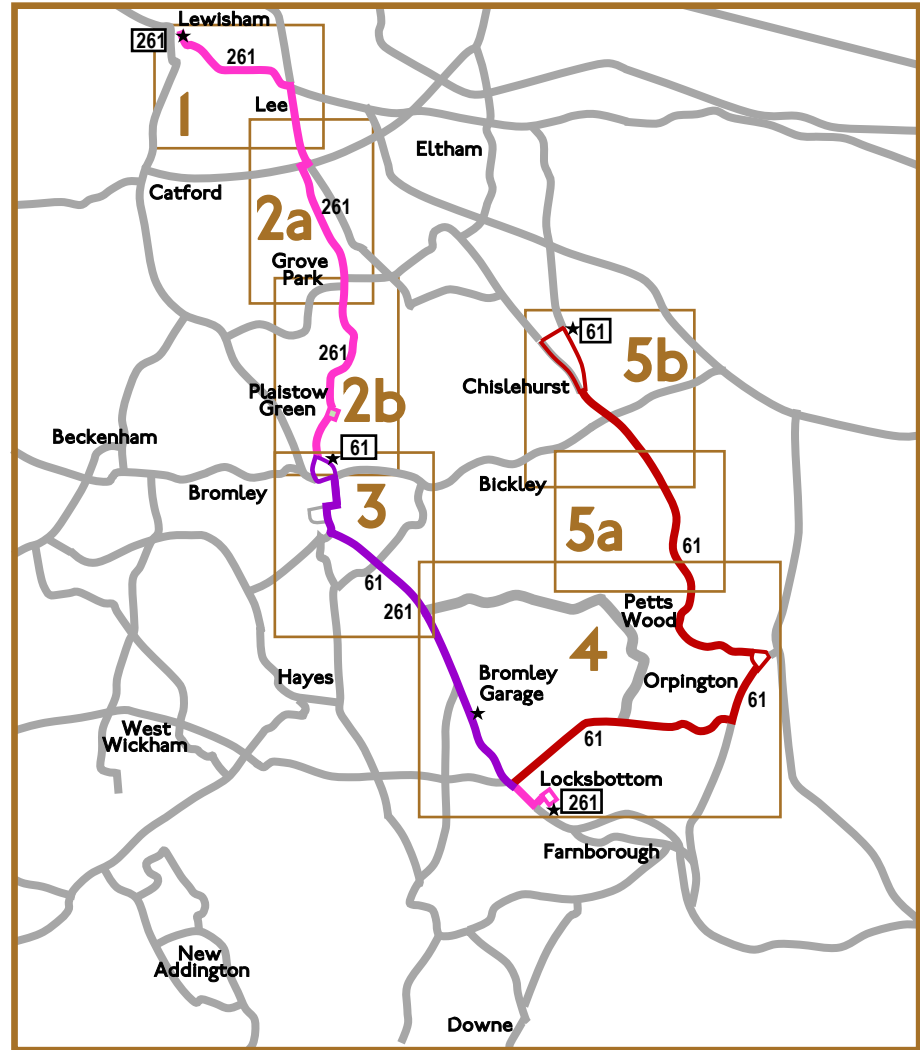 Lewisham
261
261
Lee
1
Eltham
Catford
261
2a
Grove
Park
61
261
5b
Plaistow
Green
2b
Chislehurst
Beckenham
61
Bickley
Bromley
3
5a
61
61
261
Petts
Wood
4
Hayes
Bromley
Garage
Orpington
61
West
Wickham
61
Locksbottom
261
Farnborough
New
Addington
Downe